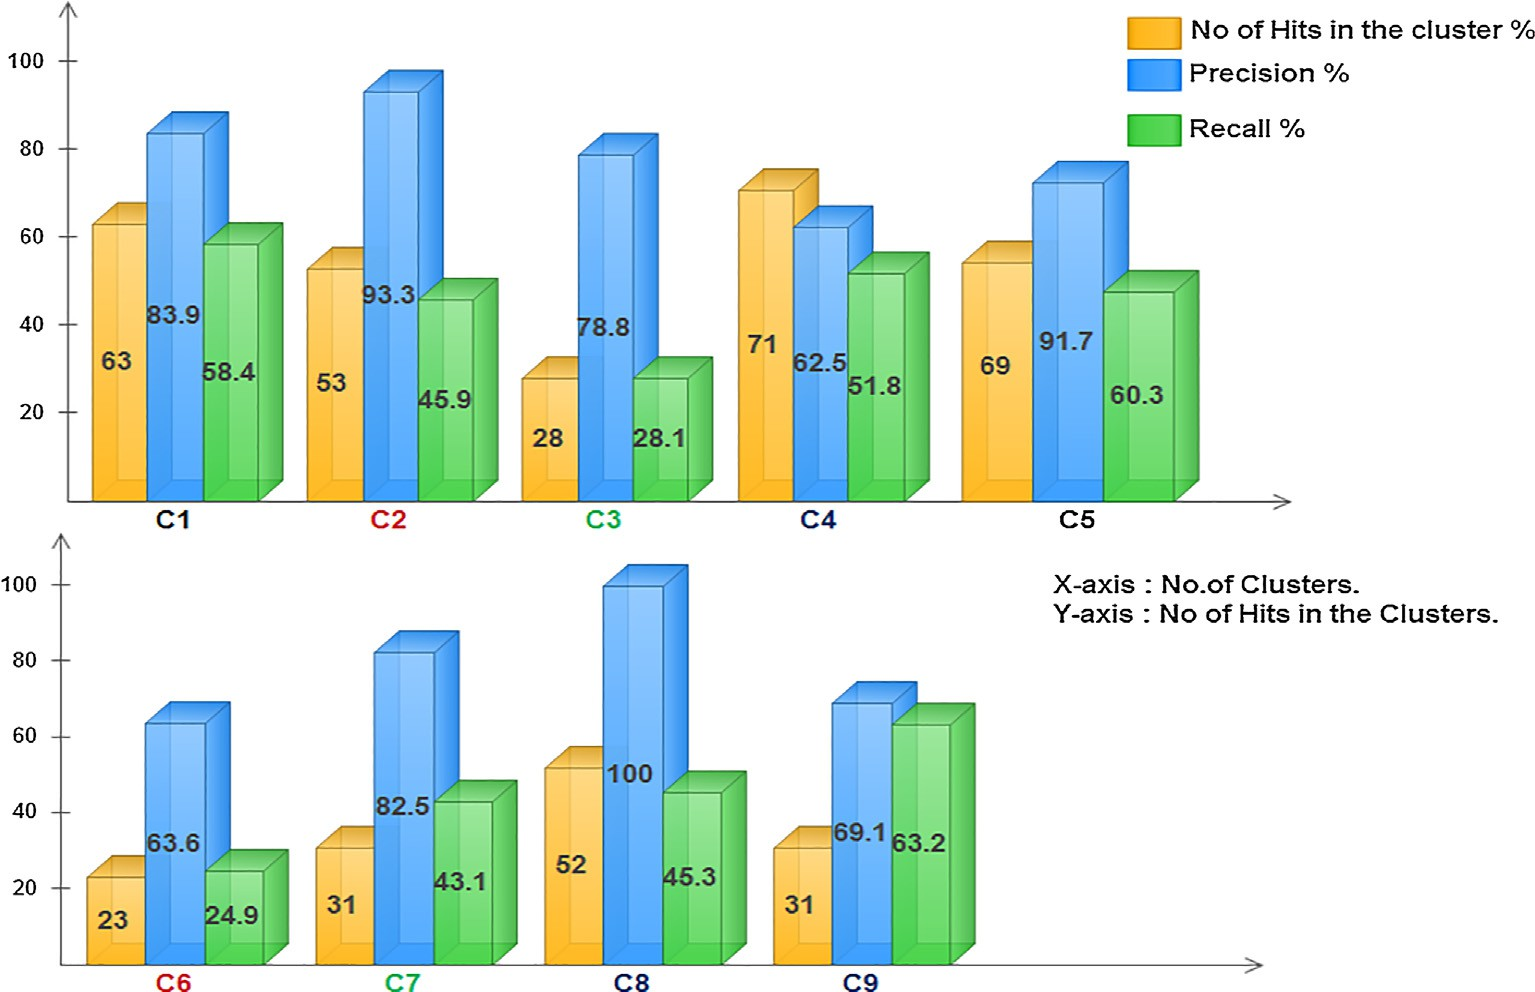 No of Hits in the cluster %
Precision %
Recall %
100
80
60
40
20
63
83.9
58.4
53
93.3
45.9
28
78.8
28.1
71
62.5
51.8
69
91.7
60.3
C1
C2
C3
C4
C5
X-axis : No.of Clusters.
Y-axis : No of Hits in the Clusters.
100
80
60
40
20
23
63.6
24.9
31
82.5
43.1
52
100
45.3
31
69.1
63.2
C6
C7
C8
C9